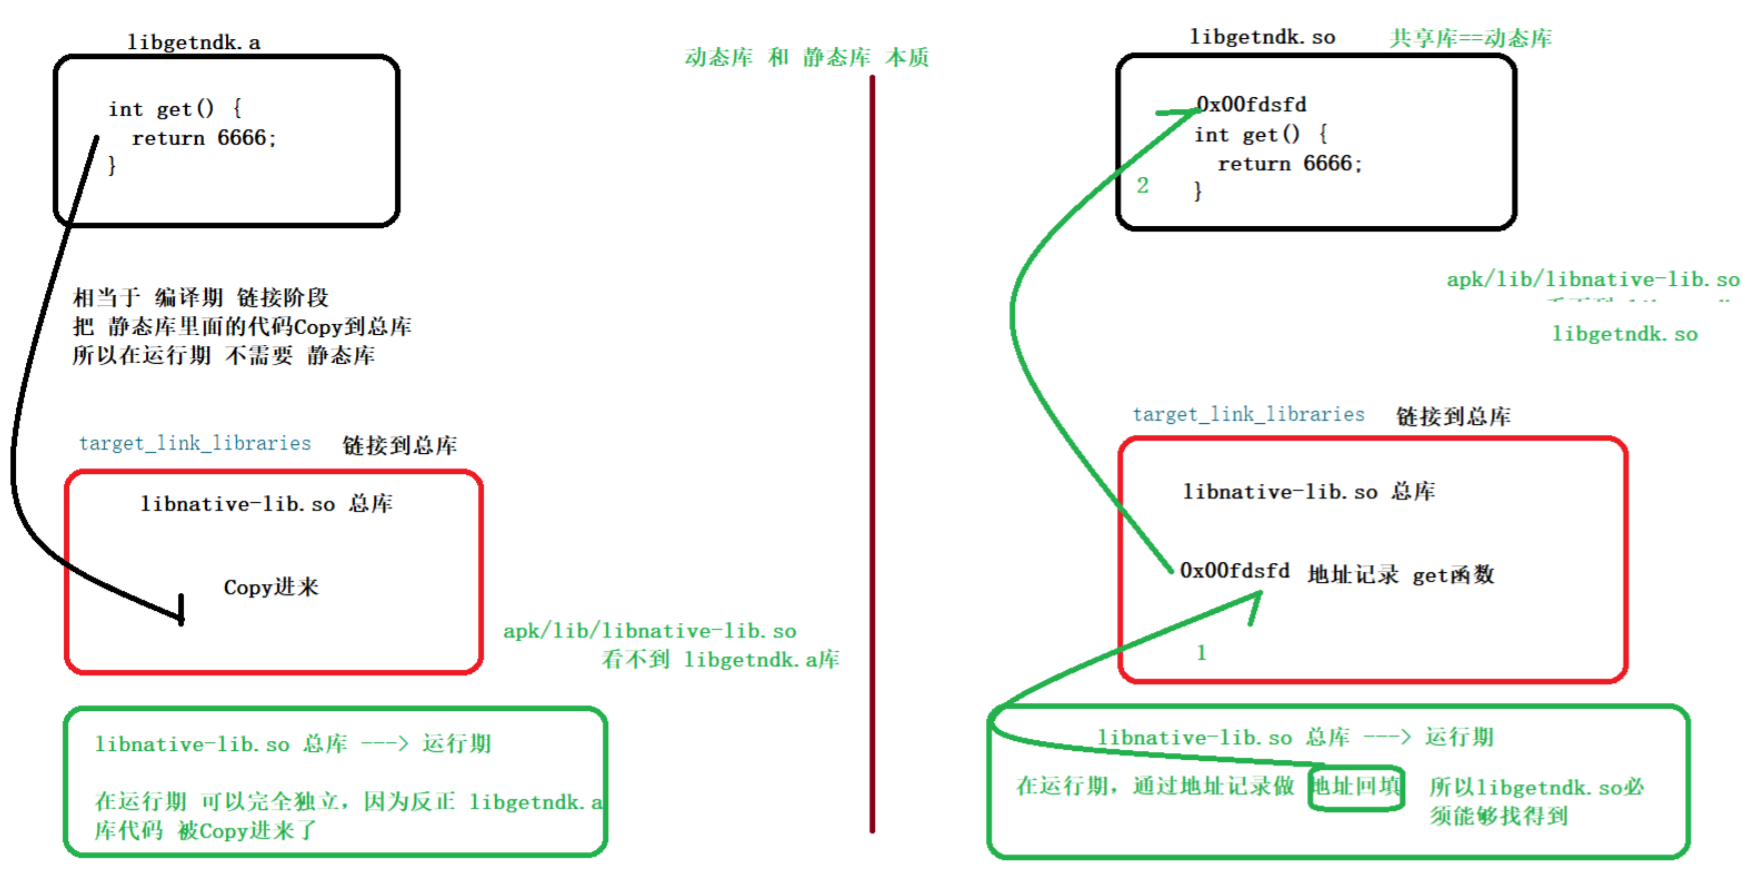 libgetndk.a
int get() {
return 6666;
}
相当于 编译期 链接阶段
把 静态库里面的代码Copy到总库
所以在运行期 不需要 静态库
target_link_libraries 链接到总库
libnative-lib.so 总库
Copy进来
apk/lib/libnative-lib.so
看不到 libgetndk.a库
libnative-lib.so 总库 ---> 运行期
在运行期 可以完全独立,因为反正 libgetndk.a
库代码 被Copy进来了
动态库 和 静态库 本质
libgetndk.so 共享库==动态库
0x00fdsfd
int get() {
return 6666;
}
2
apk/lib/libnative-lib.so
libgetndk.so
target_link_libraries 链接到总库
libnative-lib.so 总库
0x00fdsfd 地址记录 get函数
1
libnative-lib.so 总库 ---> 运行期
在运行期,通过地址记录做 地址回填 所以libgetndk.so必
须能够找得到